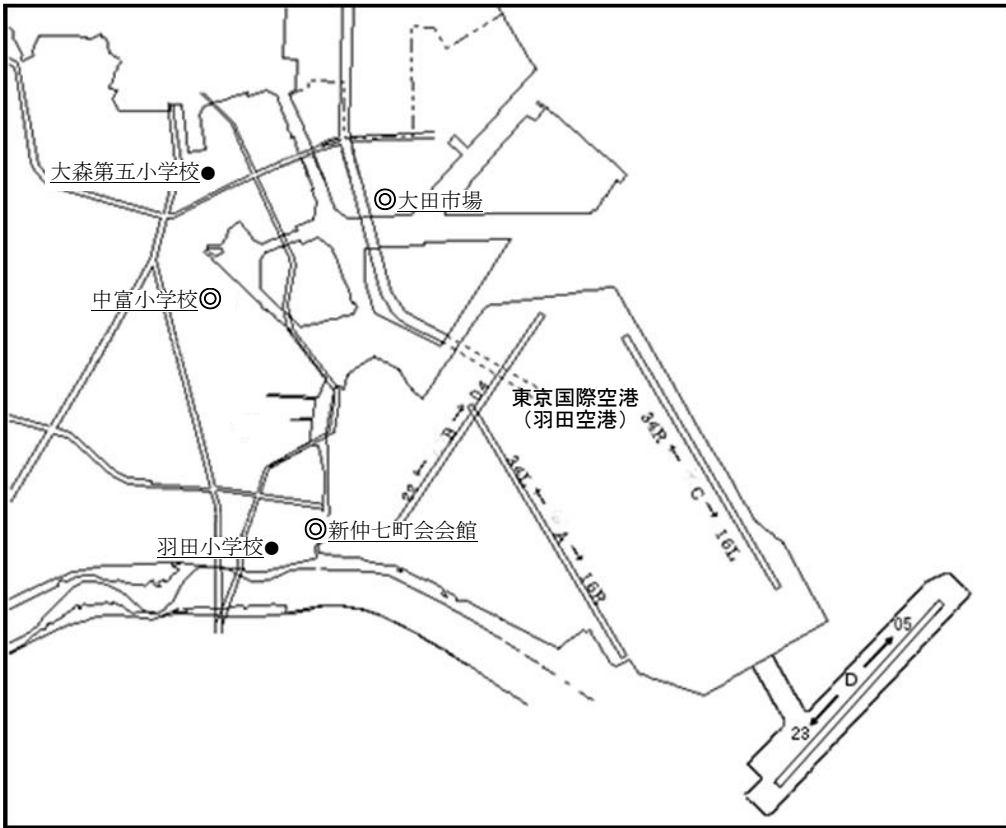 大森第五小学校
大田市場
中富小学校
東京国際空港
（羽田空港）
04
B
22
34R
C
16L
34L
A
16R
新仲七町会会館
羽田小学校
05
D
23